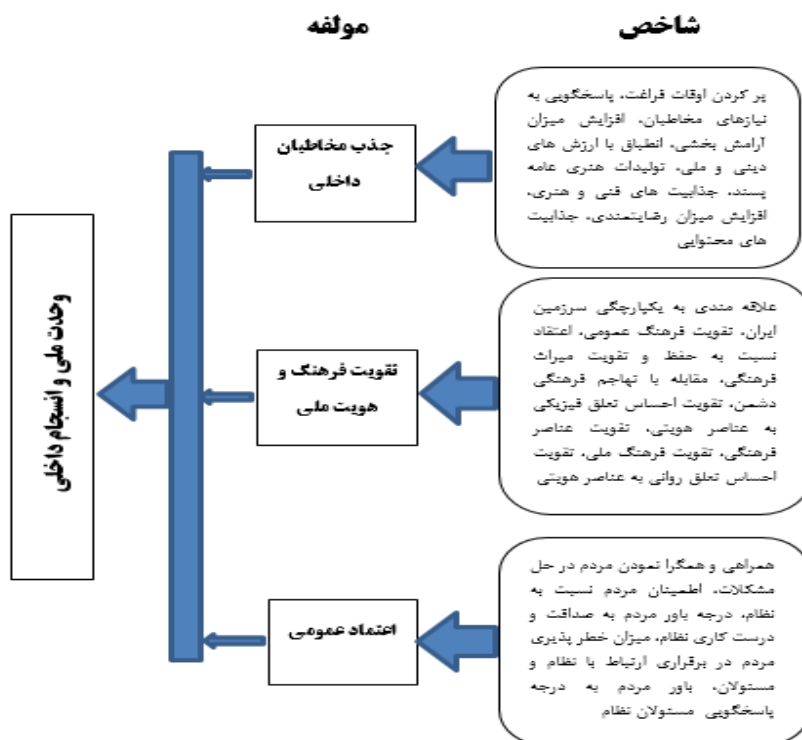 شاخص
مولفه
پر کردن اوقات فراغت، پاسخگویی به
نیازهای مخاطبان، افزایش میزان
آرامش بخشی، انطباق با ارزش های
دینی و ملی، تولیدات هنری عامه
پسند، جذابیت های فنی و هنری،
افزایش میزان رضایتمندی، جذابیت
های محتوایی
جذب مخاطبان
داخلی
علاقه مندی به یکپارچگی سرزمین
ایران، تقویت فرهنگ عمومی، اعتقاد
نسبت به حفظ و تقویت میراث
فرهنگی، مقابله با تهاجم فرهنگی
دشمن، تقویت احساس تعلق فیزیکی
به عناصر هویتی، تقویت عناصر
فرهنگی، تقویت فرهنگ ملی، تقویت
احساس تعلق روانی به عناصر هویتی
تقویت فرهنگ و
هویت ملی
همراهی و همگرا نمودن مردم در حل
مشکلات، اطمینان مردم نسبت به
نظام، درجه باور مردم به صداقت و
درست کاری نظام، میزان خطر پذیری
مردم در برقراری ارتباط با نظام و
مسئولان، باور مردم به درجه
پاسخگویی مسئولان نظام
اعتماد عمومی
وحدت ملی و انسجام داخلی